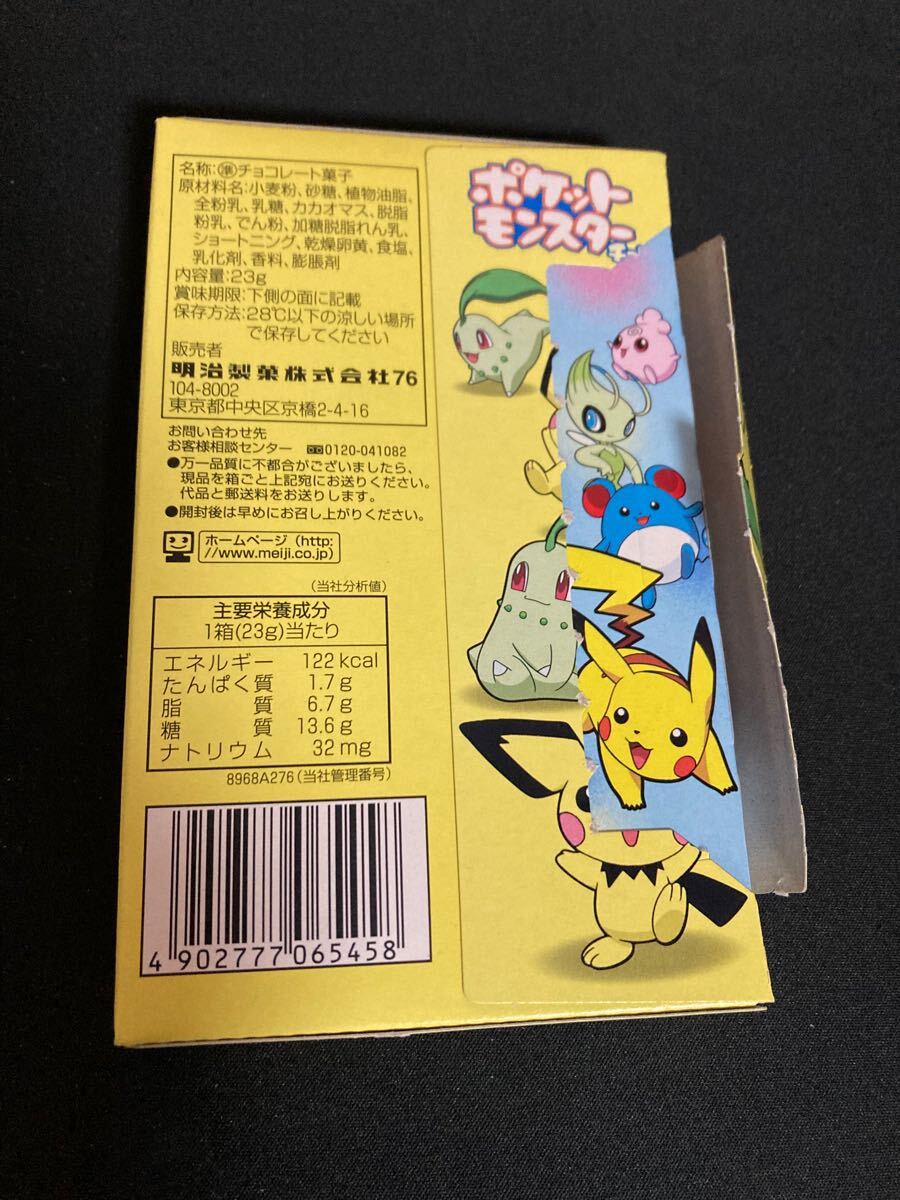 名称:準チョコレート菓子
原材料名:小麦粉、砂糖、植物油脂、
全粉乳、乳糖、カカオマス、脱脂
粉乳、でん粉、加糖脱脂れん乳、
ショートニング、乾燥卵黄、食塩、
乳化剤、香料、膨脹剤
内容量:23g
賞味期限:下側の面に記載
保存方法:28℃以下の涼しい場所
で保存してください
販売者
明治製菓株式会社76
104-8002
東京都中央区京橋2-4-16
お問い合わせ先
お客様相談センター 0120-041082
●万一品質に不都合がございましたら、
現品を箱ごと上記宛にお送りください。
代品と郵送料をお送りします。
●開封後は早めにお召し上がりください。
ホームページ(http:
//www.meiji.co.jp)
(当社分析値)
主要栄養成分
1箱(23g)当たり
エネルギー 122kcal
たんぱく質 1.7g
脂質 6.7g
糖質 13.6g
ナトリウム 32mg
8968A276(当社管理番号)
4 902777 065458
ポケット
モンスター
チョ